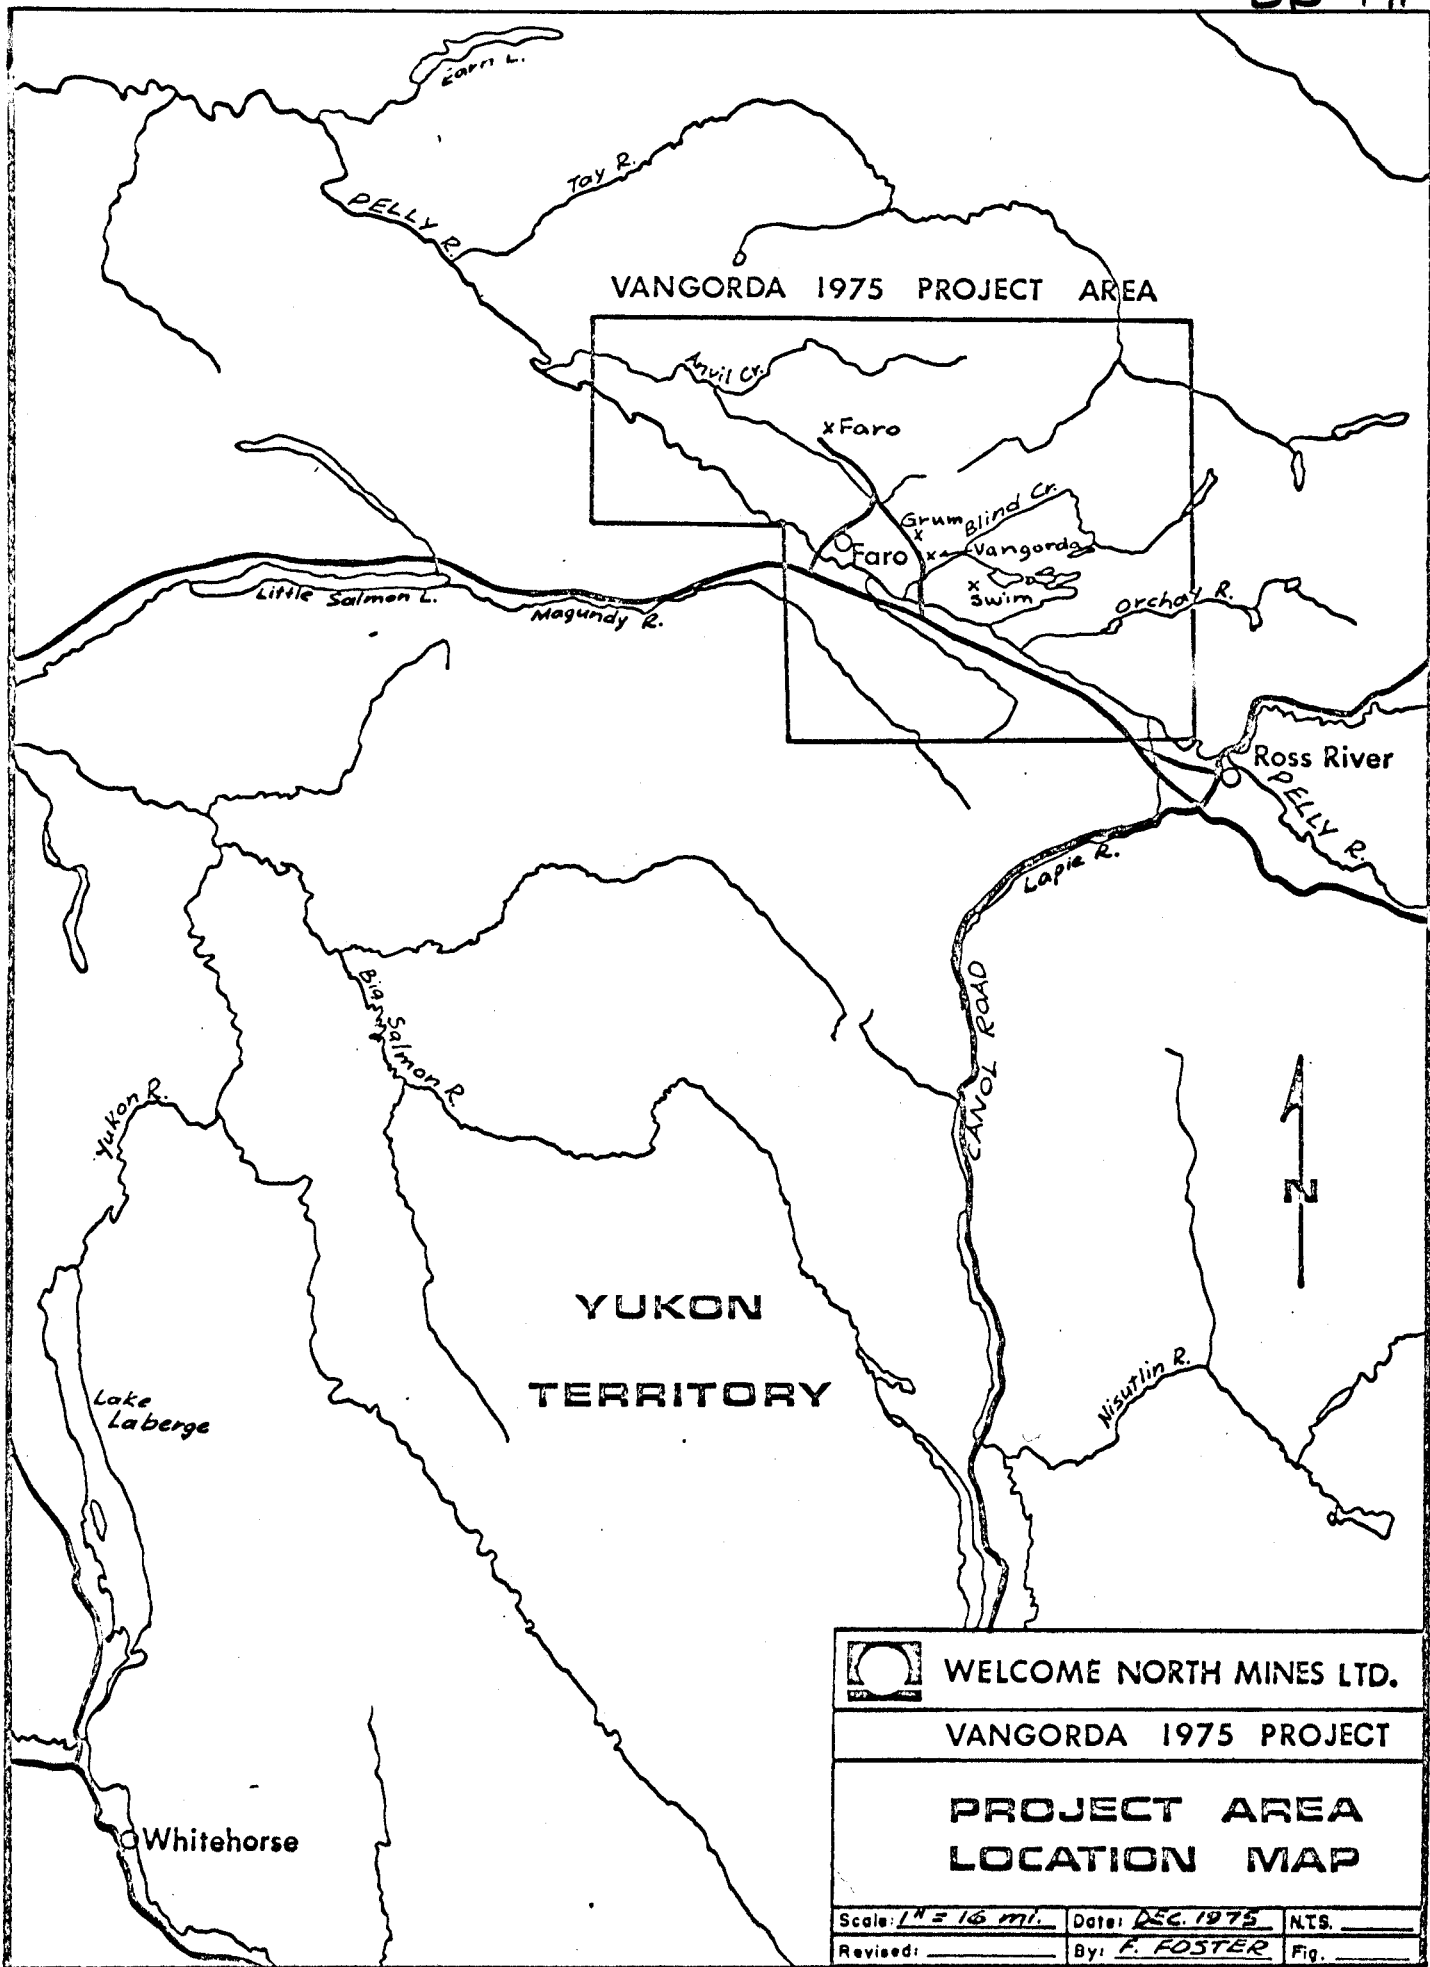 Earn L.
Tay R.
PELLY R.
VANGORDA 1975 PROJECT AREA
Anvil Cr.
xFaro
Grum
x
Blind Cr.
Faro
x
Vangorda
x
Swim
Orchay R.
Little Salmon L.
Magundy R.
Ross River
PELLY R.
Lapie R.
Big Salmon R.
CANOL ROAD
Yukon R.
N
YUKON
TERRITORY
Nisutlin R.
Lake
Laberge
Whitehorse
WELCOME NORTH MINES LTD.
VANGORDA 1975 PROJECT
PROJECT AREA
LOCATION MAP
Scale: 1" = 16 mi. Date: DEC. 1975 N.T.S.
Revised: By: F. FOSTER Fig.